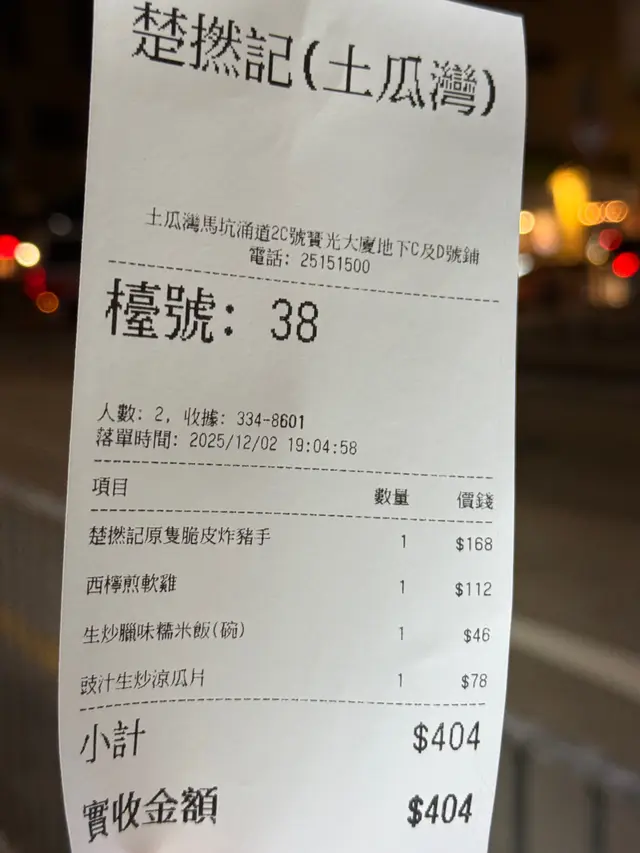 楚撚記(土瓜灣)
土瓜灣馬坑涌道2C號寶光大廈地下C及D號鋪
電話: 25151500
檯號: 38
人數: 2, 收據: 334-8601
落單時間: 2025/12/02 19:04:58
項目 數量 價錢
楚撚記原隻脆皮炸豬手 1 $168
西檸煎軟雞 1 $112
生炒臘味糯米飯(碗) 1 $46
豉汁生炒涼瓜片 1 $78
小計 $404
實收金額 $404